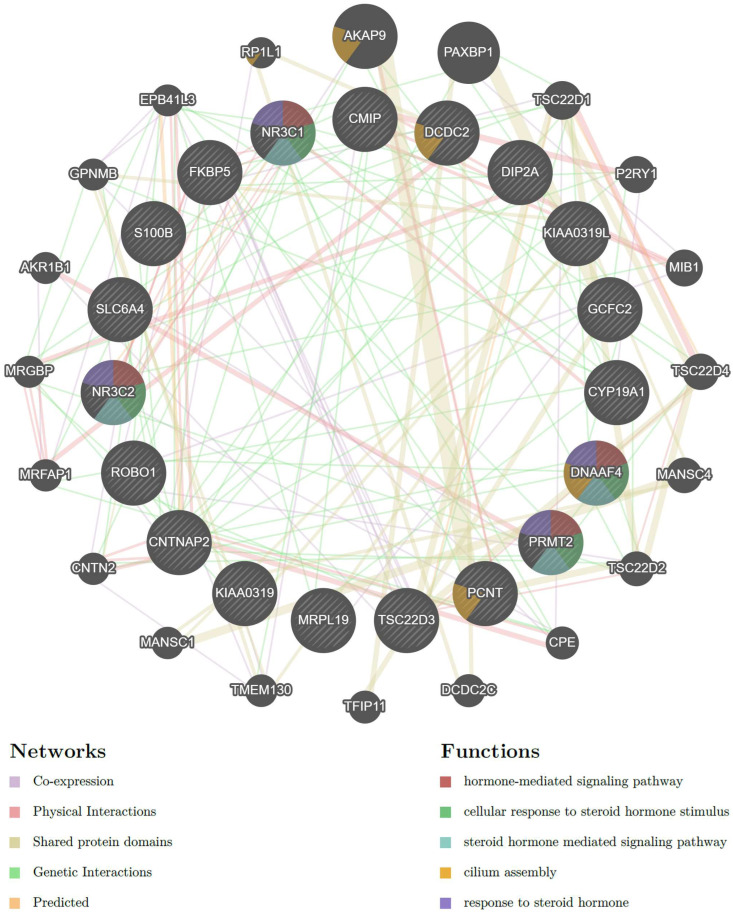 AKAP9
PAXBP1
RP1L1
TSC22D1
EPB41L3
CMIP
NR3C1
DCDC2
FKBP5
DIP2A
GPNMB
P2RY1
S100B
KIAA0319L
AKR1B1
MIB1
SLC6A4
GCFC2
MRGBP
TSC22D4
NR3C2
CYP19A1
MRFAP1
ROBO1
DNAAF4
MANSC4
CNTNAP2
PRMT2
CNTN2
TSC22D2
KIAA0319
PCNT
MRPL19
TSC22D3
MANSC1
CPE
TMEM130
DCDC2C
TFIP11
Networks
Co-expression
Physical Interactions
Shared protein domains
Genetic Interactions
Predicted
Functions
hormone-mediated signaling pathway
cellular response to steroid hormone stimulus
steroid hormone mediated signaling pathway
cilium assembly
response to steroid hormone